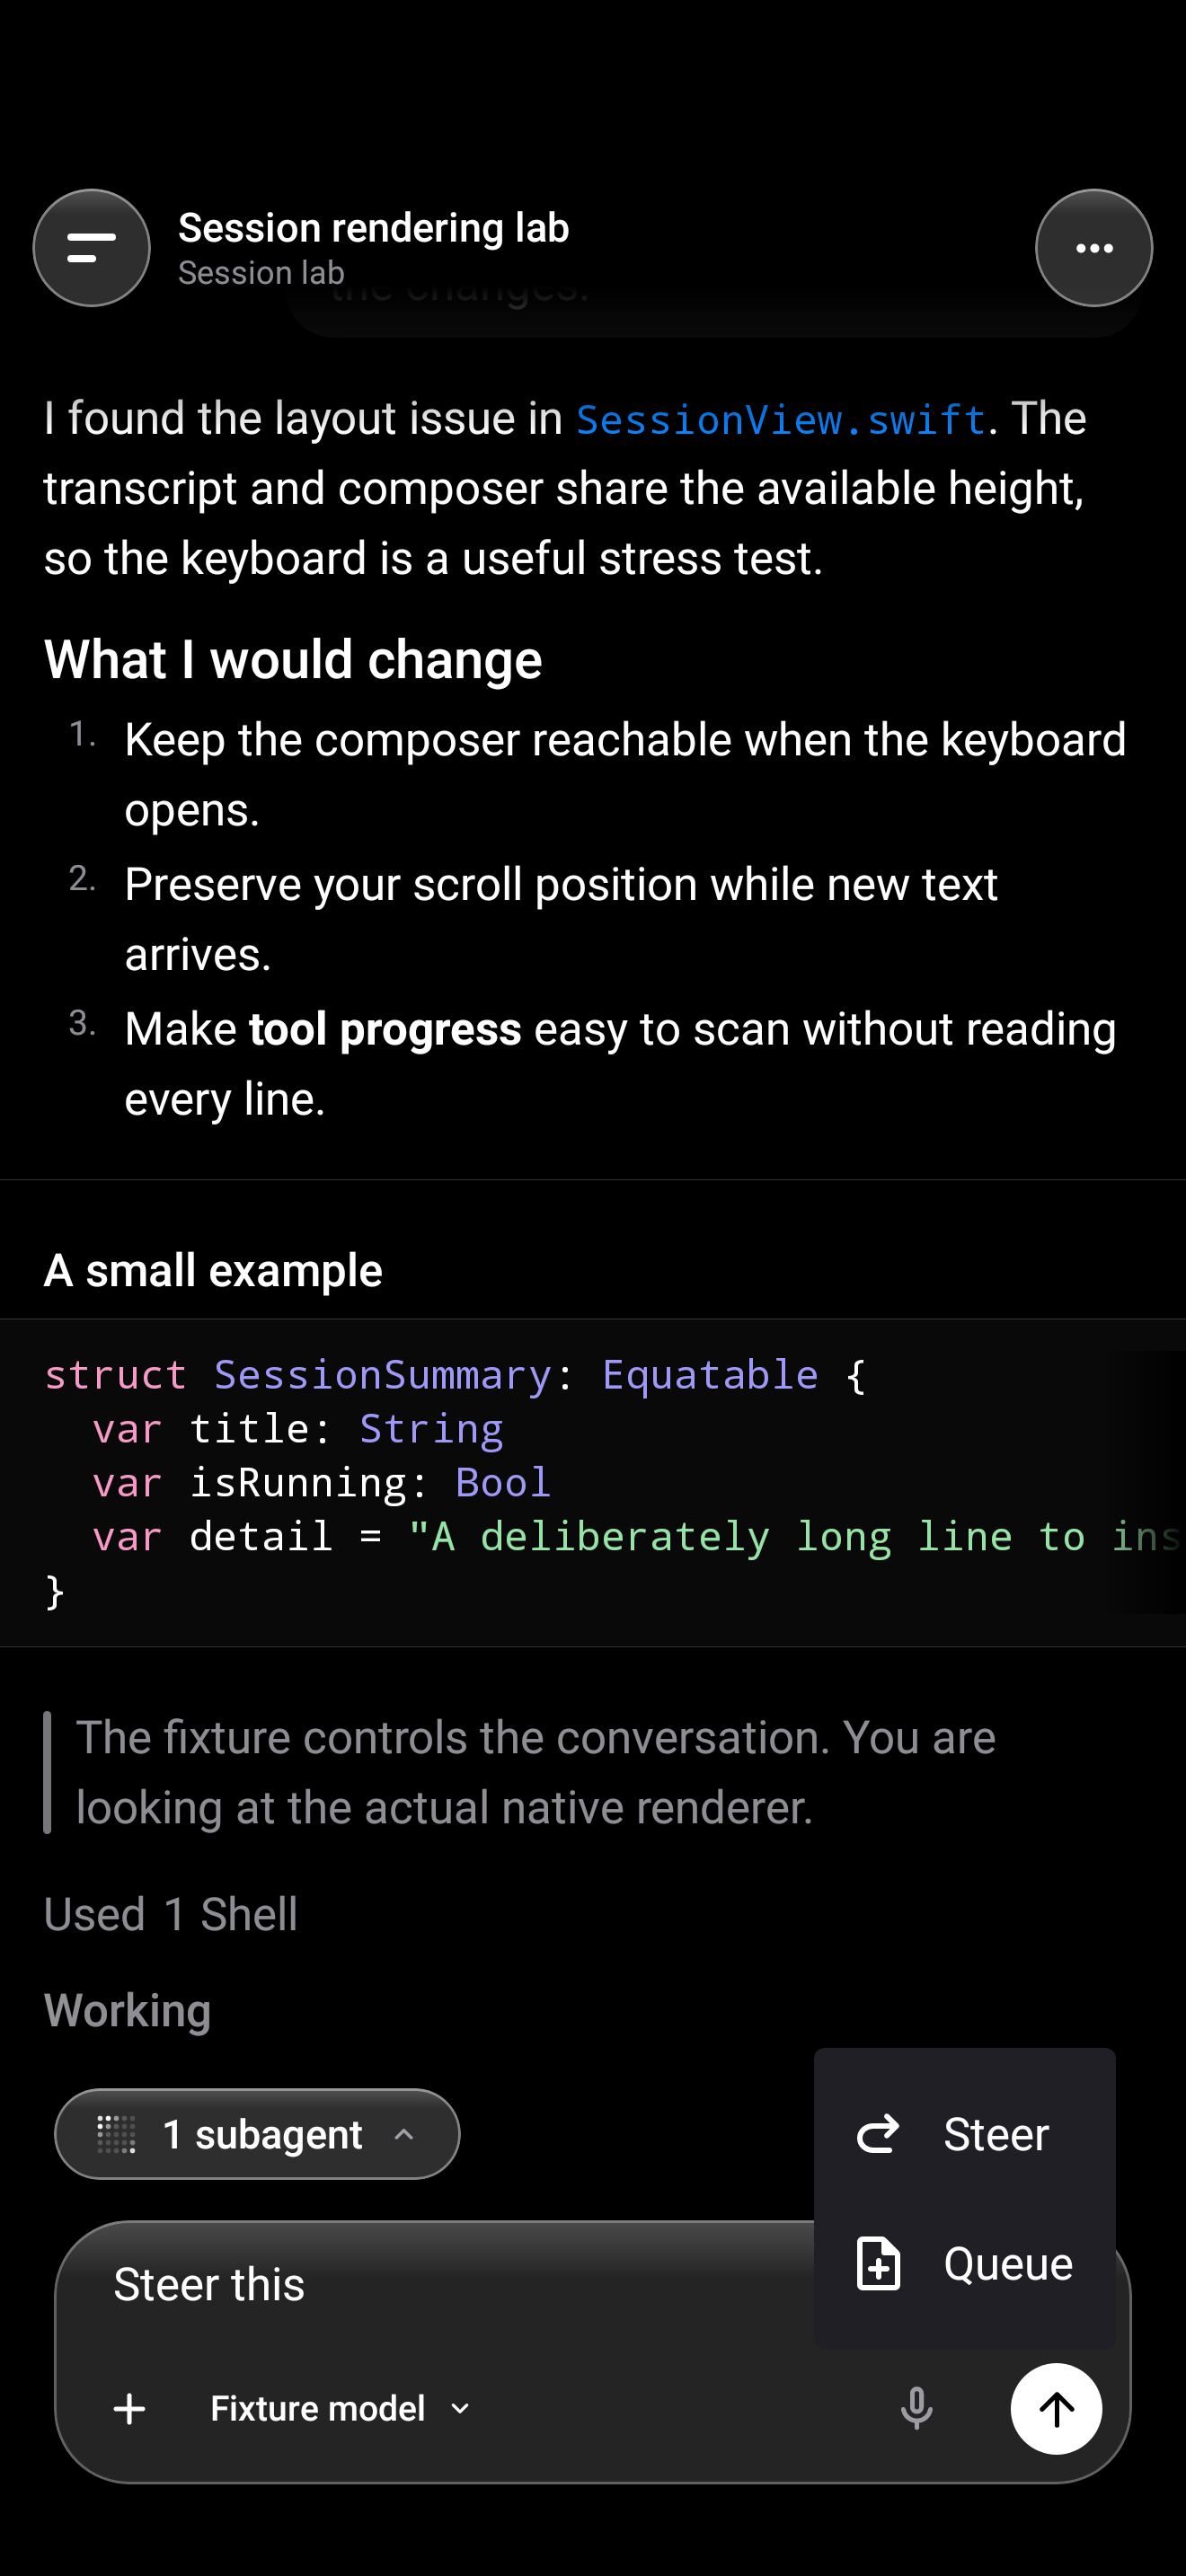 Session rendering lab
Session lab
the changes.
I found the layout issue in SessionView.swift. The
transcript and composer share the available height,
so the keyboard is a useful stress test.
What I would change
1. Keep the composer reachable when the keyboard
opens.
2. Preserve your scroll position while new text
arrives.
3. Make tool progress easy to scan without reading
every line.
A small example
struct SessionSummary: Equatable {
  var title: String
  var isRunning: Bool
  var detail = "A deliberately long line to ins
}
The fixture controls the conversation. You are
looking at the actual native renderer.
Used 1 Shell
Working
1 subagent
Steer
Queue
Steer this
Fixture model